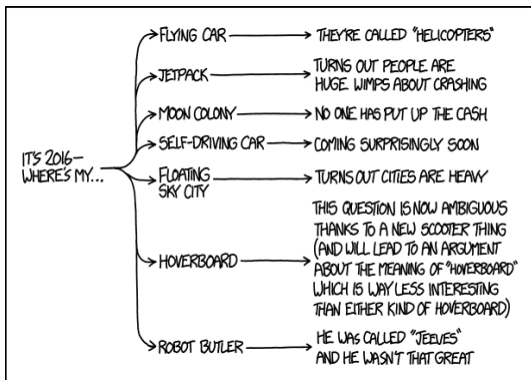 IT'S 2016—
WHERE'S MY...
FLYING CAR
THEY'RE CALLED "HELICOPTERS"
JETPACK
TURNS OUT PEOPLE ARE
HUGE WIMPS ABOUT CRASHING
MOON COLONY
NO ONE HAS PUT UP THE CASH
SELF-DRIVING CAR
COMING SURPRISINGLY SOON
FLOATING
SKY CITY
TURNS OUT CITIES ARE HEAVY
HOVERBOARD
THIS QUESTION IS NOW AMBIGUOUS
THANKS TO A NEW SCOOTER THING
(AND WILL LEAD TO AN ARGUMENT
ABOUT THE MEANING OF "HOVERBOARD"
WHICH IS WAY LESS INTERESTING
THAN EITHER KIND OF HOVERBOARD)
ROBOT BUTLER
HE WAS CALLED "JEEVES"
AND HE WASN'T THAT GREAT